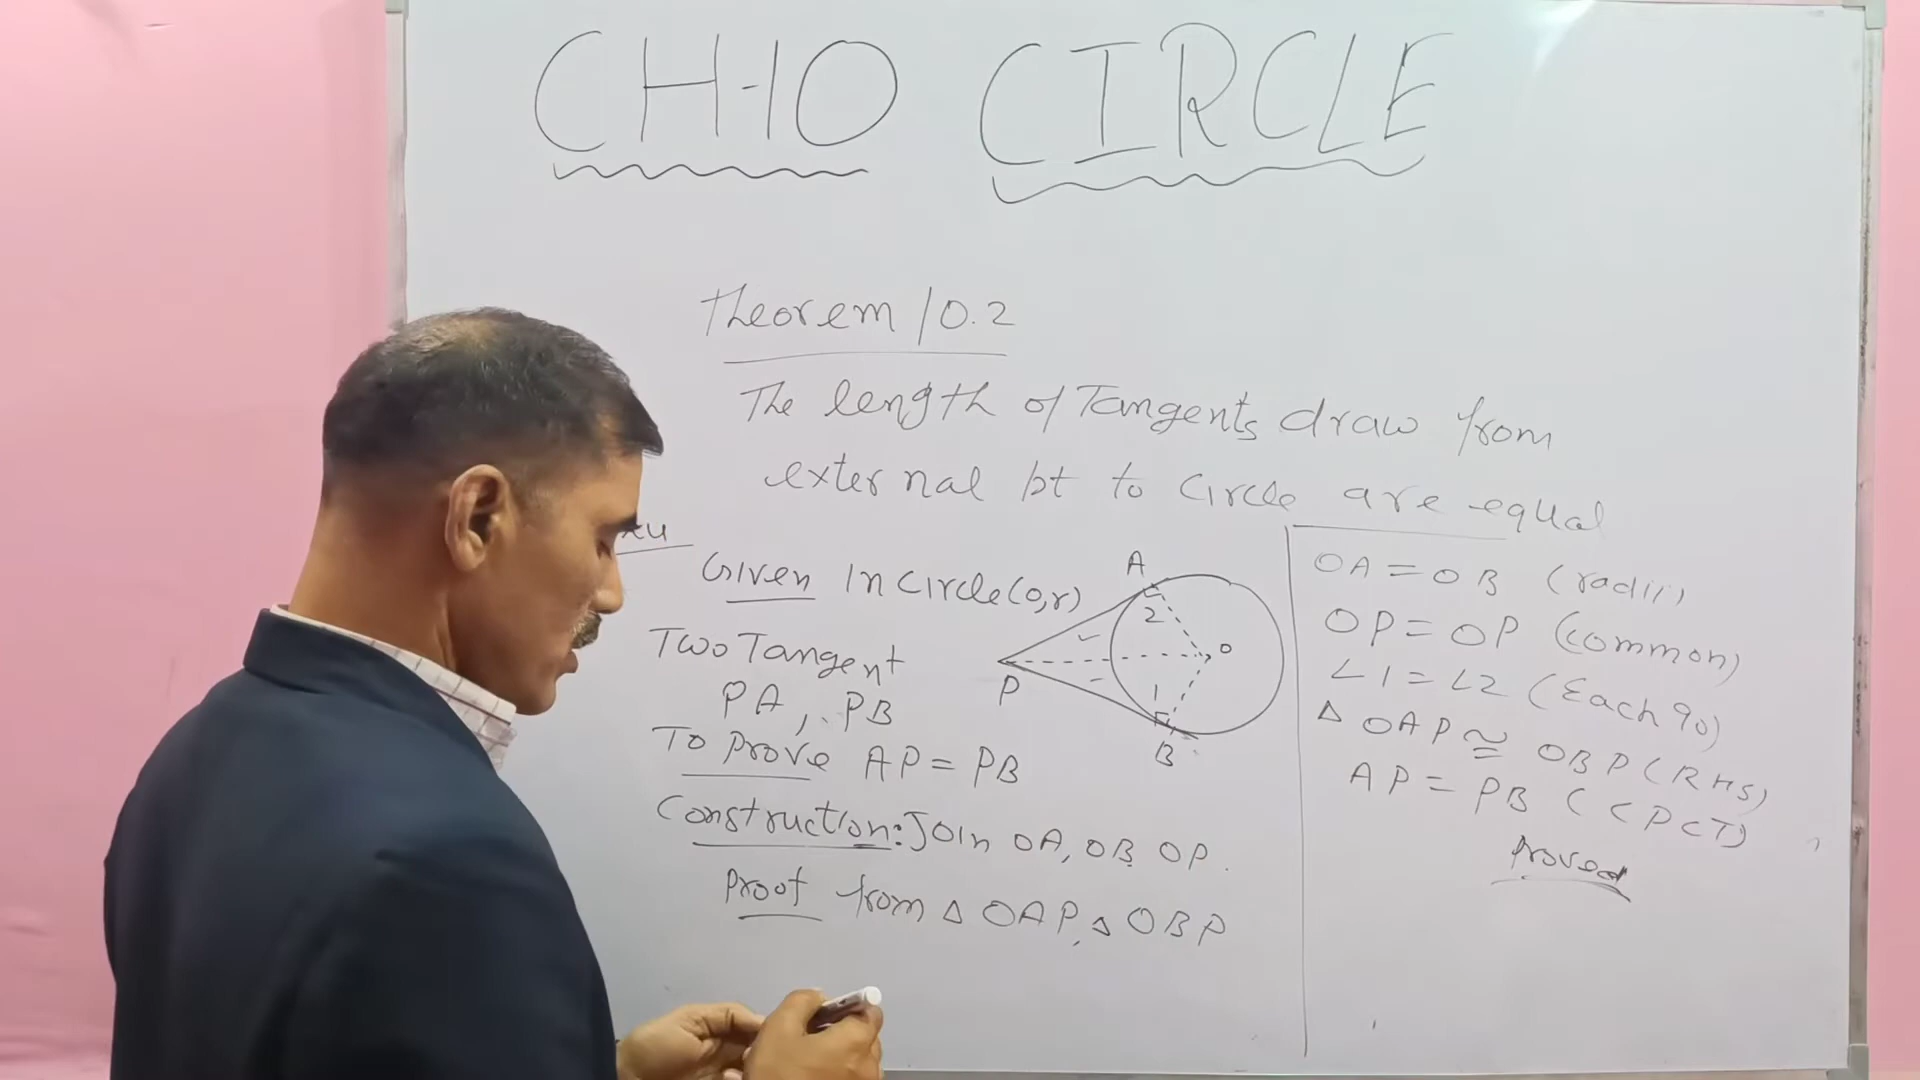 CH-10 CIRCLE
Theorem 10.2
The length of Tangents draw from
external pt to circle are equal
Given In circle (O,r)
Two Tangent
PA, PB
To Prove AP = PB
Construction: Join OA, OB OP.
Proof from Δ OAP, Δ OBP
A
2
O
P
1
B
OA = OB (radii)
OP = OP (common)
∠1 = ∠2 (Each 90)
Δ OAP ≅ OBP (RHS)
AP = PB (CPCT)
Proved